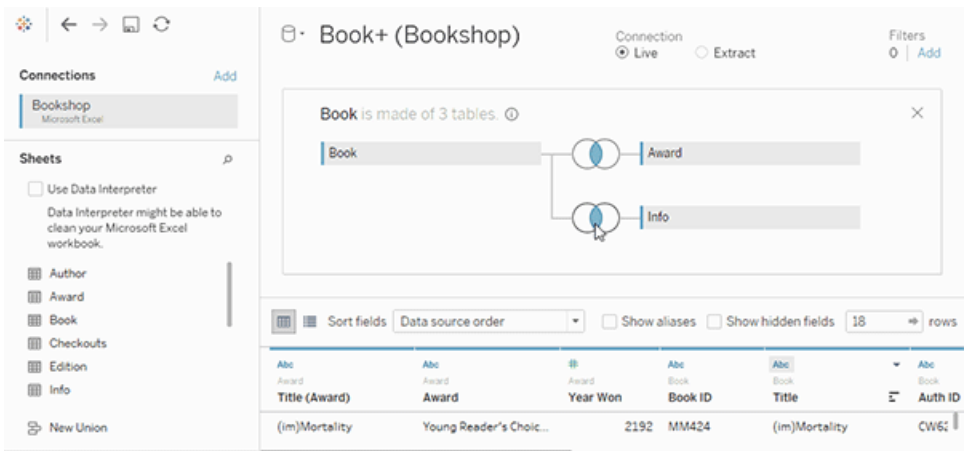 Book+ (Bookshop)
Connection
Live
Extract
Filters
0 | Add
Connections
Add
Bookshop
Microsoft Excel
Sheets
Use Data Interpreter
Data Interpreter might be able to
clean your Microsoft Excel
workbook.
Author
Award
Book
Checkouts
Edition
Info
New Union
Book is made of 3 tables.
Book
Award
Info
Sort fields Data source order
Show aliases
Show hidden fields
18 rows
Abc Abc # Abc Abc Abc
Award Award Award Book Book Book
Title (Award) Award Year Won Book ID Title Auth ID
(im)Mortality Young Reader's Choic... 2192 MM424 (im)Mortality